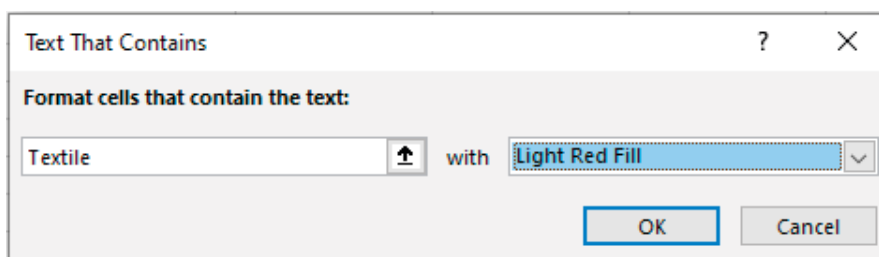 Text That Contains ?
Format cells that contain the text:
Textile with Light Red Fill
OK Cancel